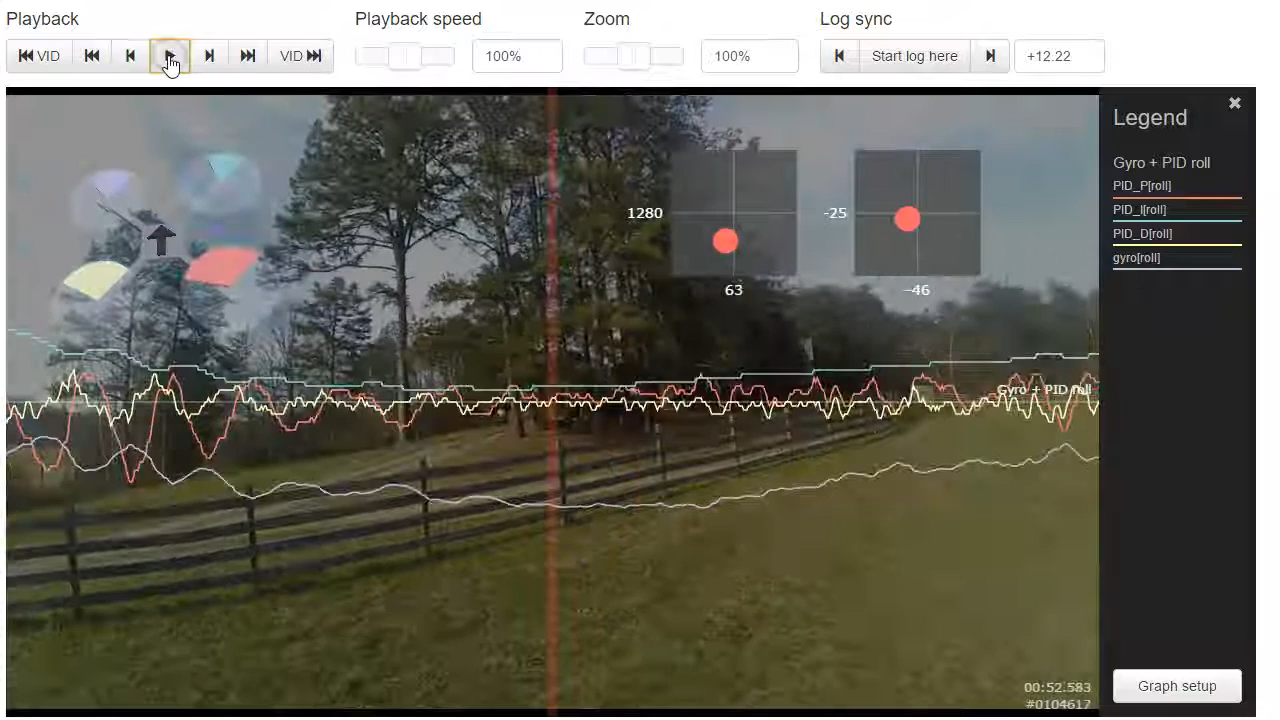 Playback
Playback speed
Zoom
Log sync
VID
VID
100%
100%
Start log here
+12.22
Legend
Gyro + PID roll
PID_P[roll]
PID_I[roll]
PID_D[roll]
gyro[roll]
1280
63
-25
-46
Gyro + PID roll
00:52.583
#0104617
Graph setup